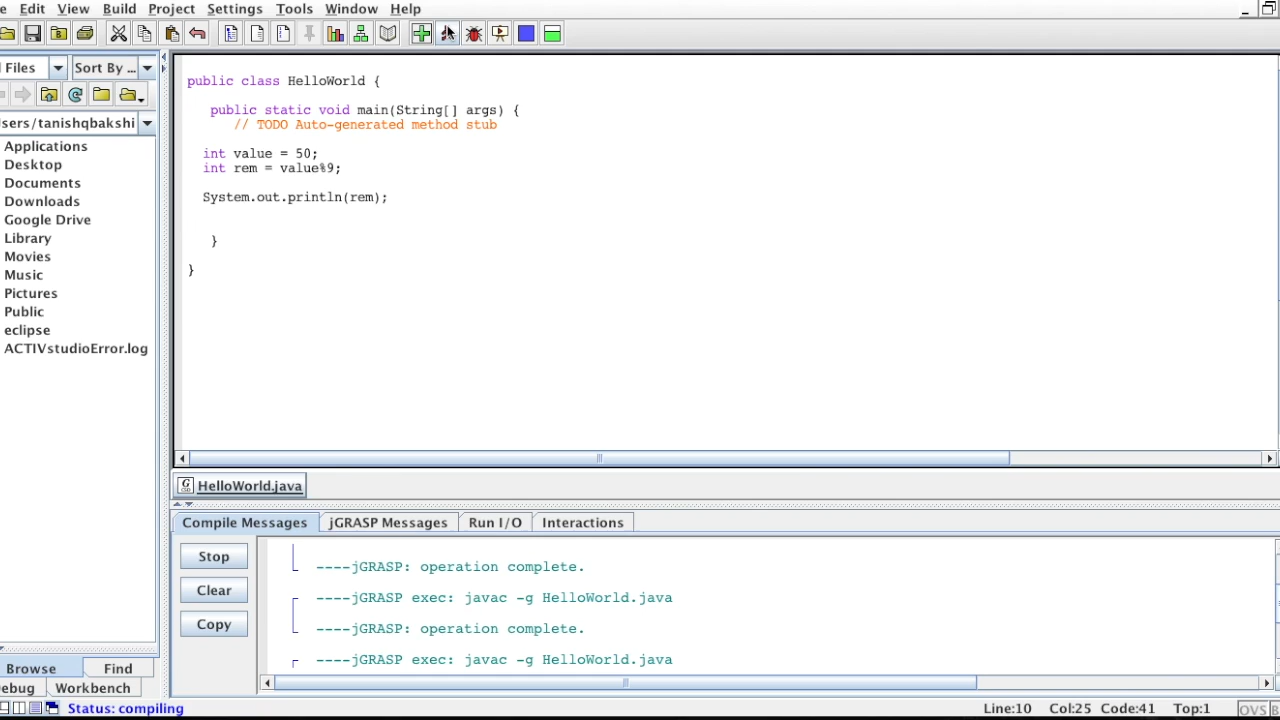 Edit View Build Project Settings Tools Window Help
Files Sort By ...
sers/tanishqbakshi
Applications
Desktop
Documents
Downloads
Google Drive
Library
Movies
Music
Pictures
Public
eclipse
ACTIVstudioError.log
Browse Find
ebug Workbench
public class HelloWorld {
public static void main(String[] args) {
// TODO Auto-generated method stub
int value = 50;
int rem = value%9;
System.out.println(rem);
}
}
HelloWorld.java
Compile Messages jGRASP Messages Run I/O Interactions
Stop
Clear
Copy
----jGRASP: operation complete.
----jGRASP exec: javac -g HelloWorld.java
----jGRASP: operation complete.
----jGRASP exec: javac -g HelloWorld.java
Status: compiling Line:10 Col:25 Code:41 Top:1 OVS B